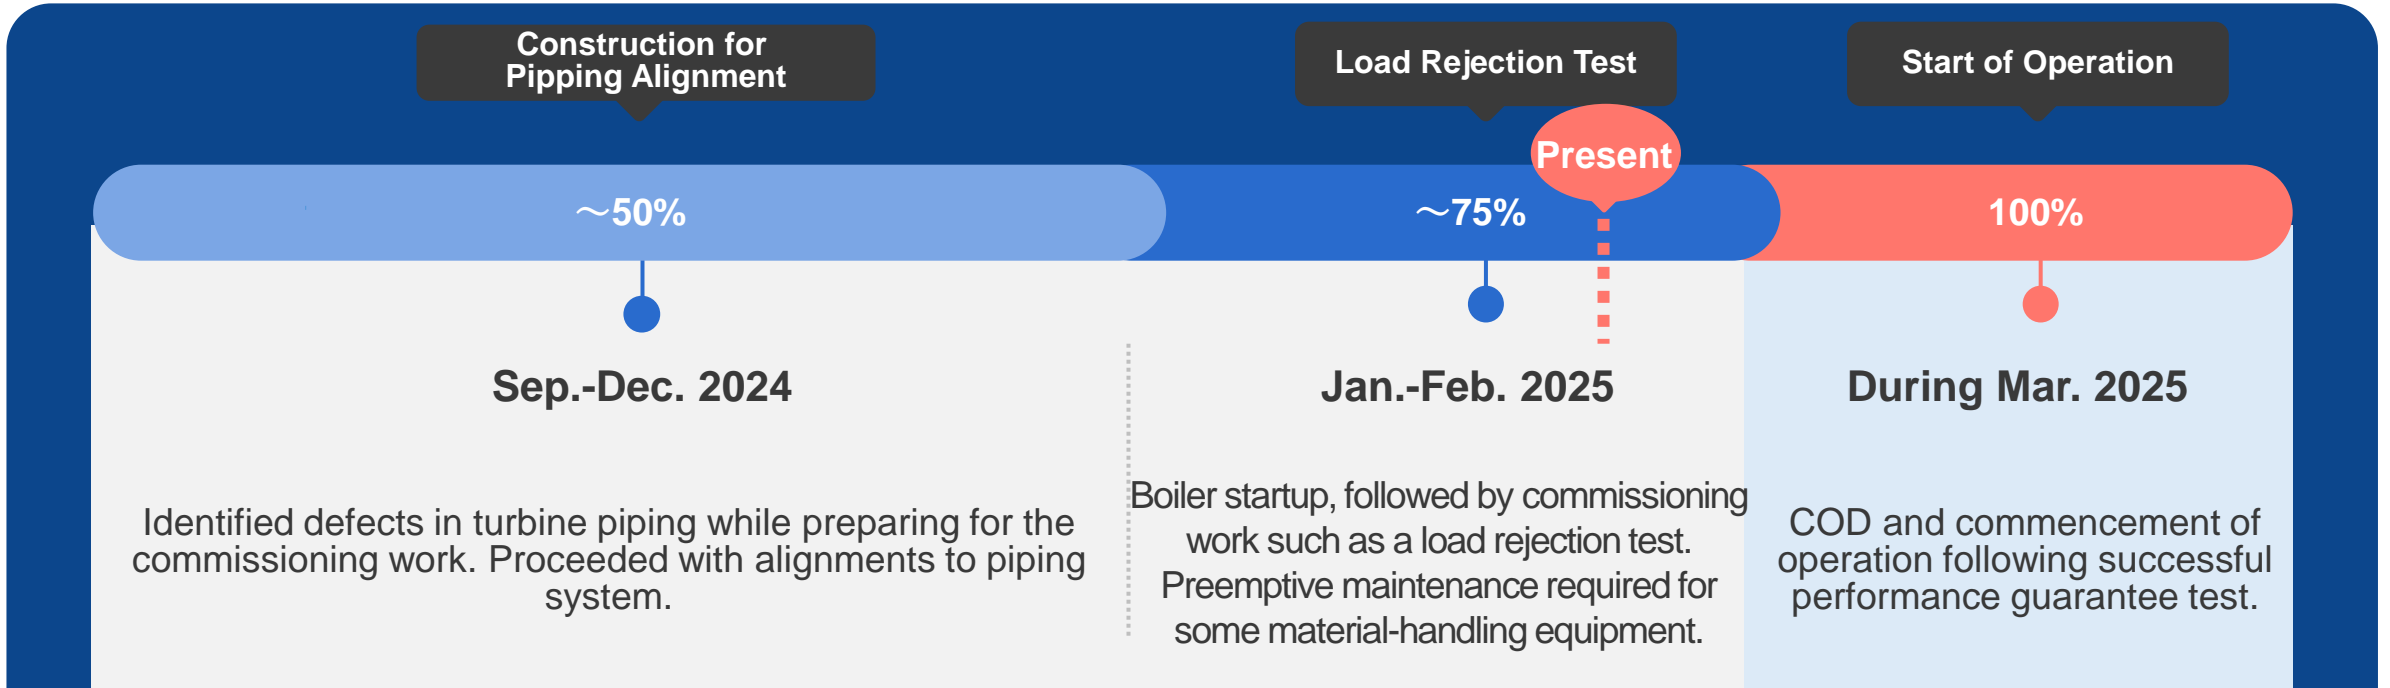 Construction for
Pipping Alignment
Load Rejection Test
Start of Operation
Present
～50%
～75%
100%
Sep.-Dec. 2024
Jan.-Feb. 2025
During Mar. 2025
Identified defects in turbine piping while preparing for the
commissioning work. Proceeded with alignments to piping
system.
Boiler startup, followed by commissioning
work such as a load rejection test.
Preemptive maintenance required for
some material-handling equipment.
COD and commencement of
operation following successful
performance guarantee test.